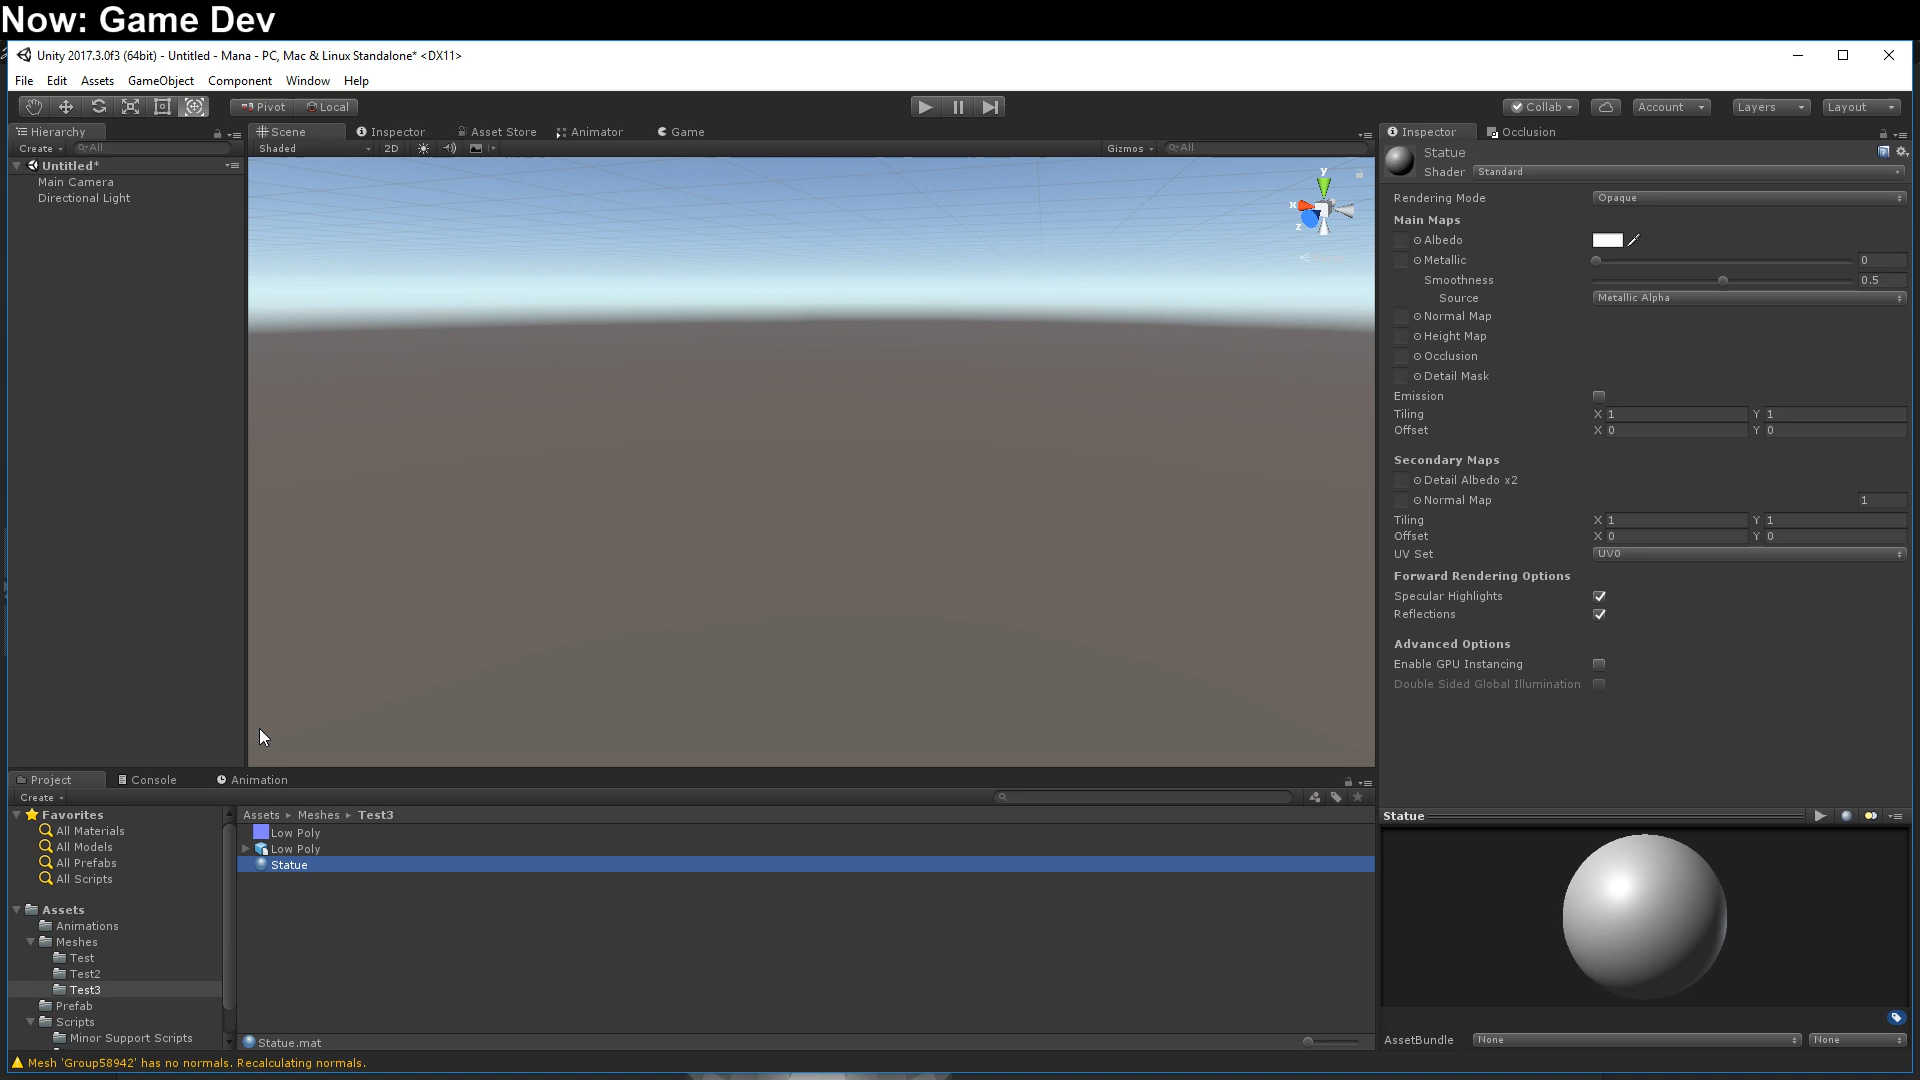 Now: Game Dev
Unity 2017.3.0f3 (64bit) - Untitled - Mana - PC, Mac & Linux Standalone* <DX11>
File Edit Assets GameObject Component Window Help
Pivot Local Collab Account Layers Layout
Hierarchy
Create All
Untitled*
Main Camera
Directional Light
Scene Inspector Asset Store Animator Game
Shaded 2D Gizmos All
y
x
z
Inspector Occlusion
Statue
Shader Standard
Rendering Mode Opaque
Main Maps
Albedo
Metallic 0
Smoothness 0.5
Source Metallic Alpha
Normal Map
Height Map
Occlusion
Detail Mask
Emission
Tiling X 1 Y 1
Offset X 0 Y 0
Secondary Maps
Detail Albedo x2
Normal Map 1
Tiling X 1 Y 1
Offset X 0 Y 0
UV Set UV0
Forward Rendering Options
Specular Highlights
Reflections
Advanced Options
Enable GPU Instancing
Double Sided Global Illumination
Project Console Animation
Create
Favorites
All Materials
All Models
All Prefabs
All Scripts
Assets
Animations
Meshes
Test
Test2
Test3
Prefab
Scripts
Minor Support Scripts
Assets Meshes Test3
Low Poly
Low Poly
Statue
Statue.mat
Statue
AssetBundle None None
Mesh 'Group58942' has no normals. Recalculating normals.